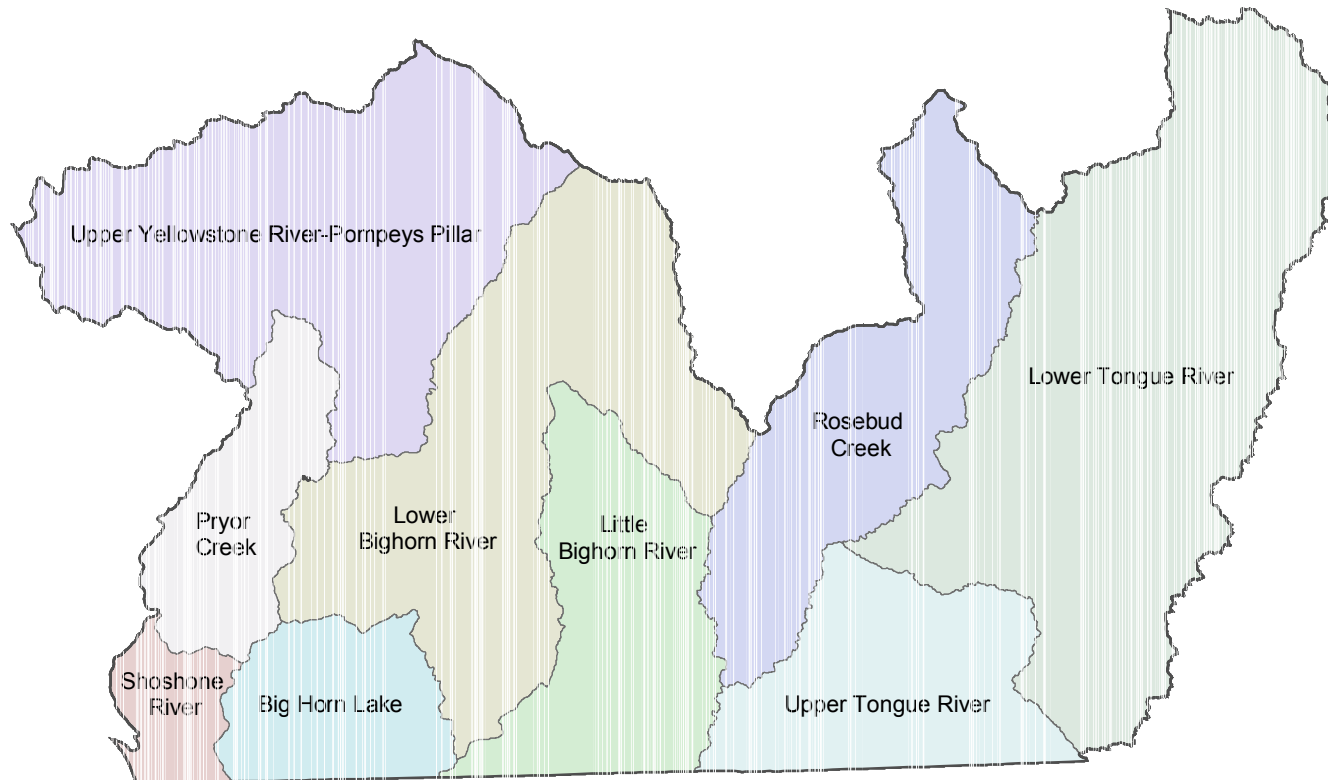 Upper Yellowstone River-Pompeys Pillar
Lower Tongue River
Rosebud
Creek
Pryor
Creek
Lower
Bighorn River
Little
Bighorn River
Shoshone
River
Big Horn Lake
Upper Tongue River